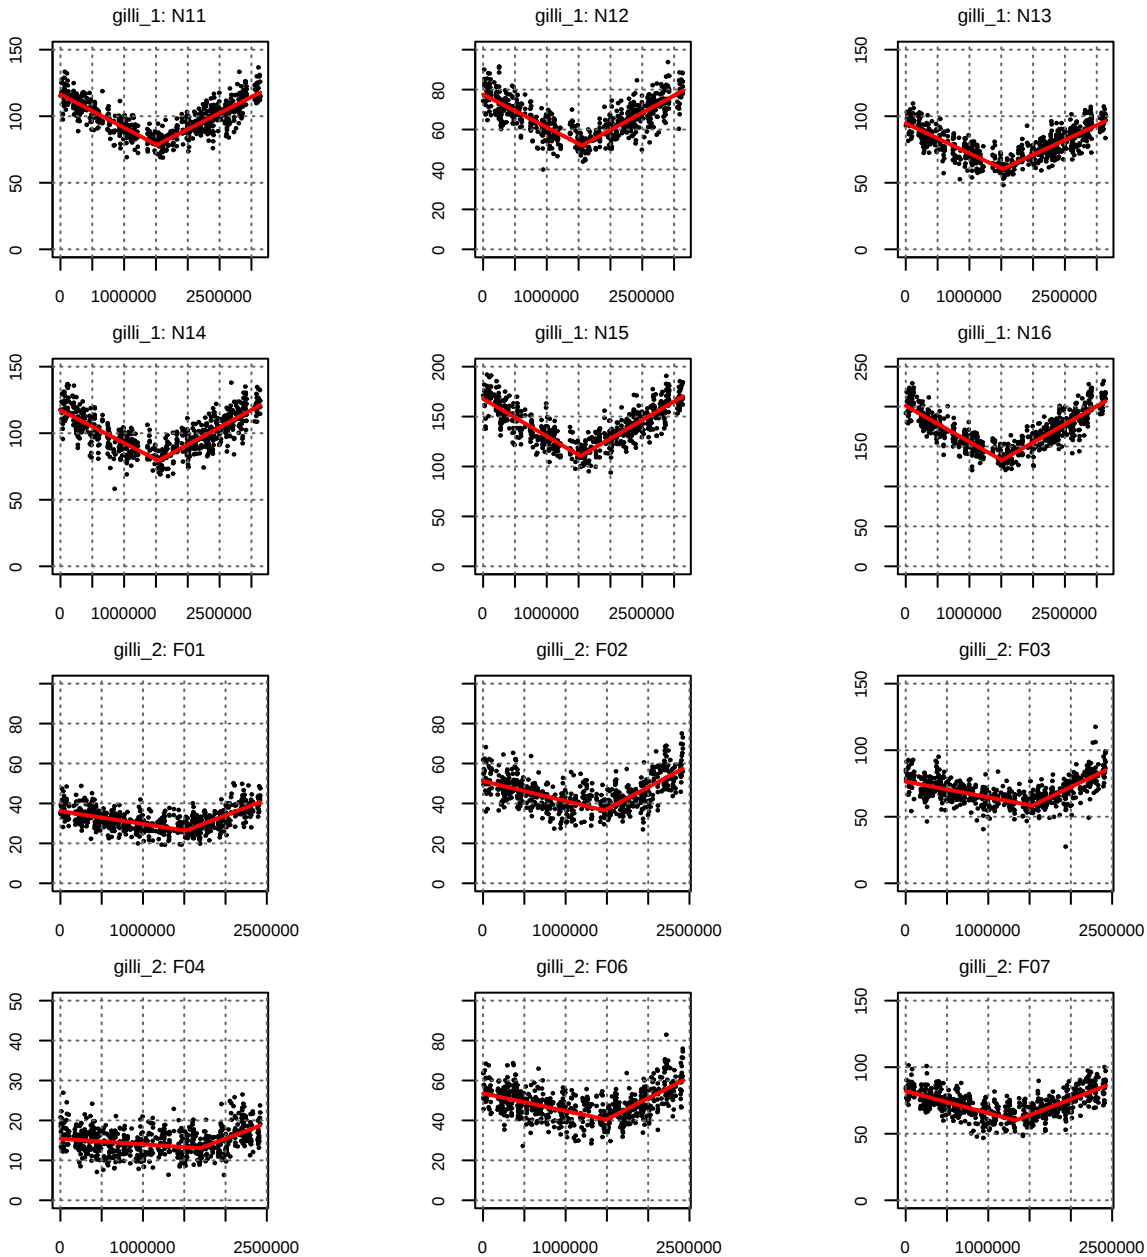 gilli_1: N11 gilli_1: N12 gilli_1: N13
150 100 50 0 80 60 40 20 0 150 100 50 0
0 1000000 2500000 0 1000000 2500000 0 1000000 2500000
gilli_1: N14 gilli_1: N15 gilli_1: N16
150 100 50 0 200 150 100 50 0 250 150 50 0
0 1000000 2500000 0 1000000 2500000 0 1000000 2500000
gilli_2: F01 gilli_2: F02 gilli_2: F03
80 60 40 20 0 80 60 40 20 0 150 100 50 0
0 1000000 2500000 0 1000000 2500000 0 1000000 2500000
gilli_2: F04 gilli_2: F06 gilli_2: F07
50 40 30 20 10 0 80 60 40 20 0 150 100 50 0
0 1000000 2500000 0 1000000 2500000 0 1000000 2500000